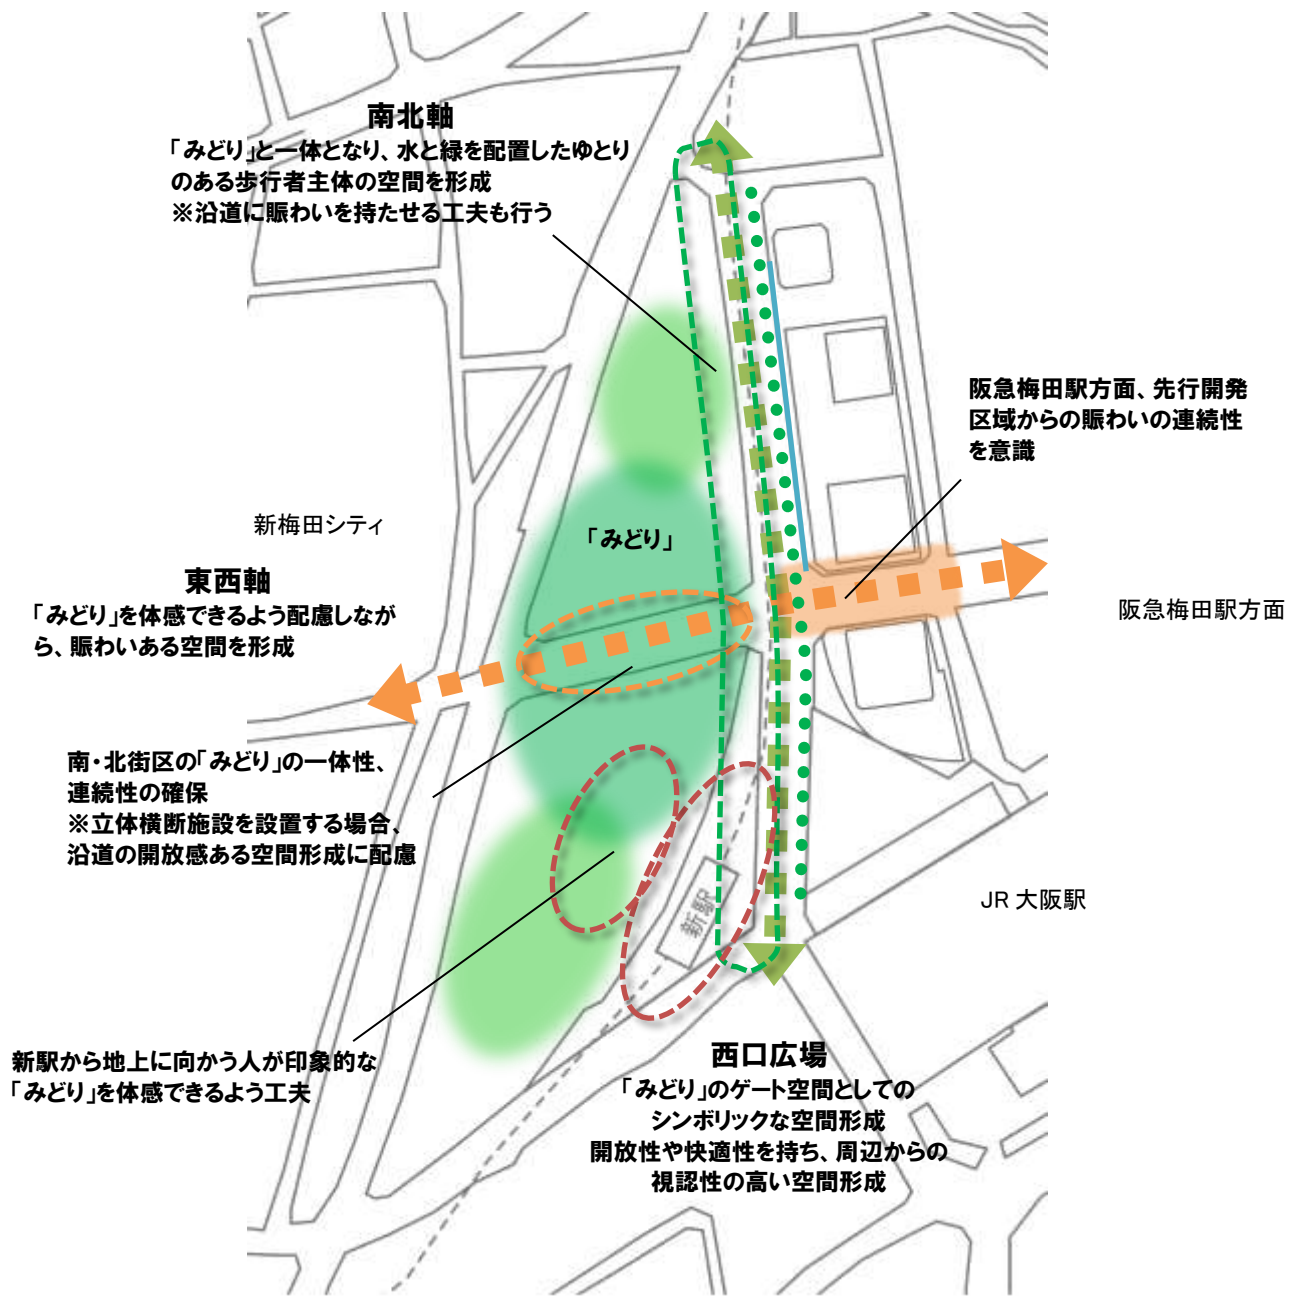 南北軸
「みどり」と一体となり、水と緑を配置したゆとり
のある歩行者主体の空間を形成
※沿道に賑わいを持たせる工夫も行う
阪急梅田駅方面、先行開発
区域からの賑わいの連続性
を意識
新梅田シティ
「みどり」
東西軸
「みどり」を体感できるよう配慮しなが
ら、賑わいある空間を形成
阪急梅田駅方面
南・北街区の「みどり」の一体性、
連続性の確保
※立体横断施設を設置する場合、
沿道の開放感ある空間形成に配慮
新駅
JR 大阪駅
新駅から地上に向かう人が印象的な
「みどり」を体感できるよう工夫
西口広場
「みどり」のゲート空間としての
シンボリックな空間形成
開放性や快適性を持ち、周辺からの
視認性の高い空間形成